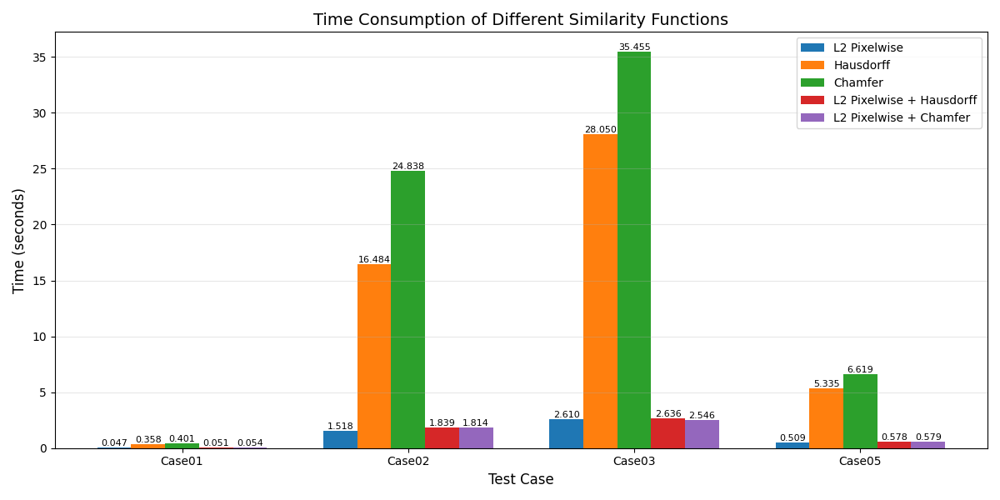 Time Consumption of Different Similarity Functions
L2 Pixelwise
Hausdorff
Chamfer
L2 Pixelwise + Hausdorff
L2 Pixelwise + Chamfer
Time (seconds)
35
30
25
20
15
10
5
0
0.047
0.358
0.401
0.051
0.054
1.518
16.484
24.838
1.839
1.814
2.610
28.050
35.455
2.636
2.546
0.509
5.335
6.619
0.578
0.579
Case01
Case02
Case03
Case05
Test Case